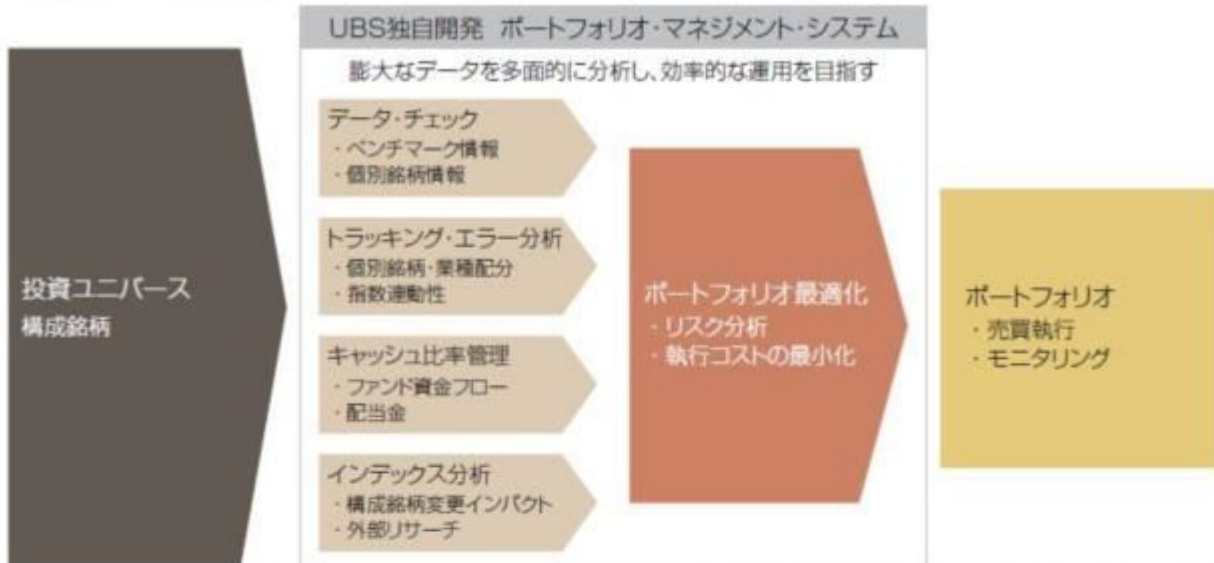 UBS独自開発 ポートフォリオ・マネジメント・システム
膨大なデータを多面的に分析し、効率的な運用を目指す
投資ユニバース
構成銘柄
データ・チェック
・ベンチマーク情報
・個別銘柄情報
トラッキング・エラー分析
・個別銘柄・業種配分
・指数連動性
キャッシュ比率管理
・ファンド資金フロー
・配当金
インデックス分析
・構成銘柄変更インパクト
・外部リサーチ
ポートフォリオ最適化
・リスク分析
・執行コストの最小化
ポートフォリオ
・売買執行
・モニタリング